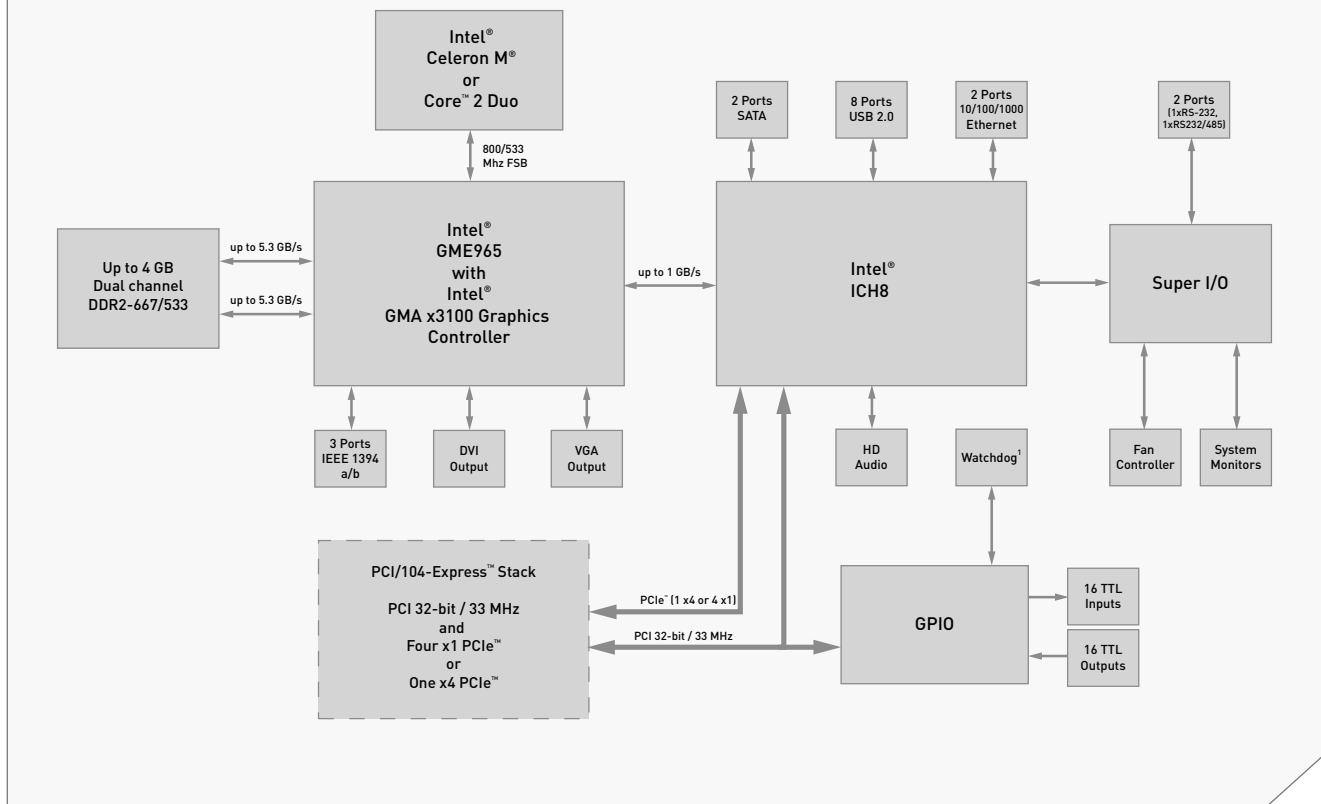 Intel®
Celeron M®
or
Core™ 2 Duo
800/533
Mhz FSB
2 Ports
SATA
8 Ports
USB 2.0
2 Ports
10/100/1000
Ethernet
2 Ports
(1xRS-232,
1xRS232/485)
Up to 4 GB
Dual channel
DDR2-667/533
up to 5.3 GB/s
up to 5.3 GB/s
Intel®
GME965
with
Intel®
GMA x3100 Graphics
Controller
up to 1 GB/s
Intel®
ICH8
Super I/O
3 Ports
IEEE 1394
a/b
DVI
Output
VGA
Output
HD
Audio
Watchdog¹
Fan
Controller
System
Monitors
PCI/104-Express™ Stack
PCI 32-bit / 33 MHz
and
Four x1 PCIe™
or
One x4 PCIe™
PCIe™ (1 x4 or 4 x1)
PCI 32-bit / 33 MHz
GPIO
16 TTL
Inputs
16 TTL
Outputs